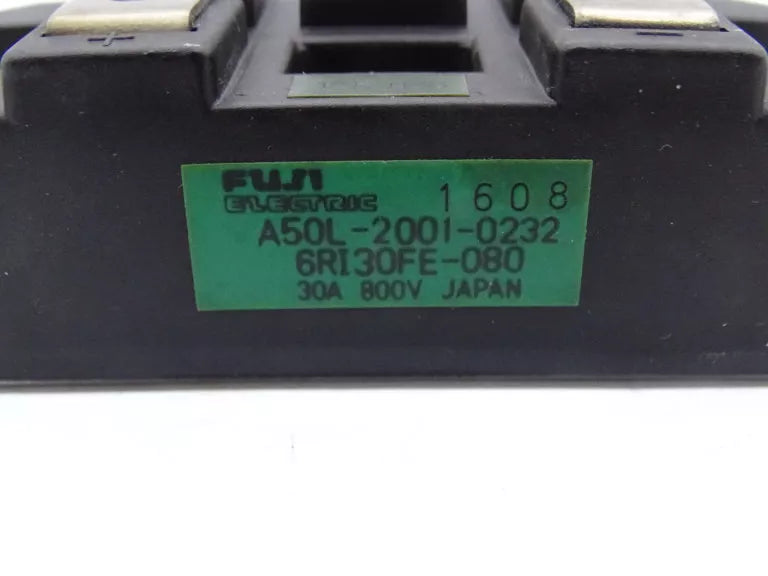 + -
FUJI
ELECTRIC 1608
A50L-2001-0232
6RI30FE-080
30A 800V JAPAN